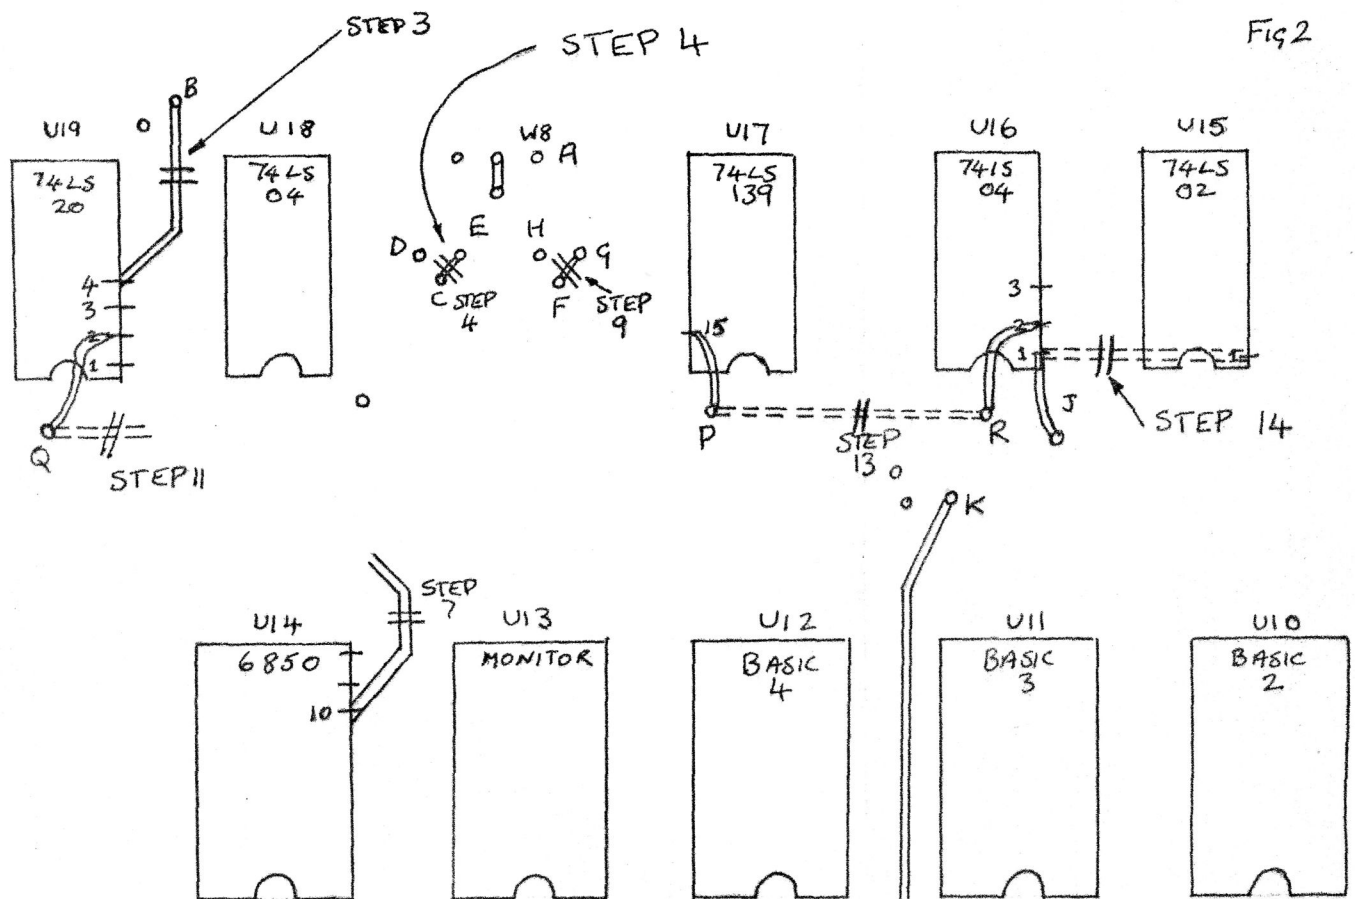 Fig 2
STEP 3
STEP 4
B
U19
U18
W8
A
U17
U16
U15
74LS
20
74LS
04
74LS
139
74LS
04
74LS
02
D
E
H
G
C
STEP
4
F
STEP
9
4
3
2
1
15
3
2
1
1
J
Q
STEP 11
P
STEP
13
R
STEP 14
K
STEP
7
U14
U13
U12
U11
U10
6850
MONITOR
BASIC
4
BASIC
3
BASIC
2
10